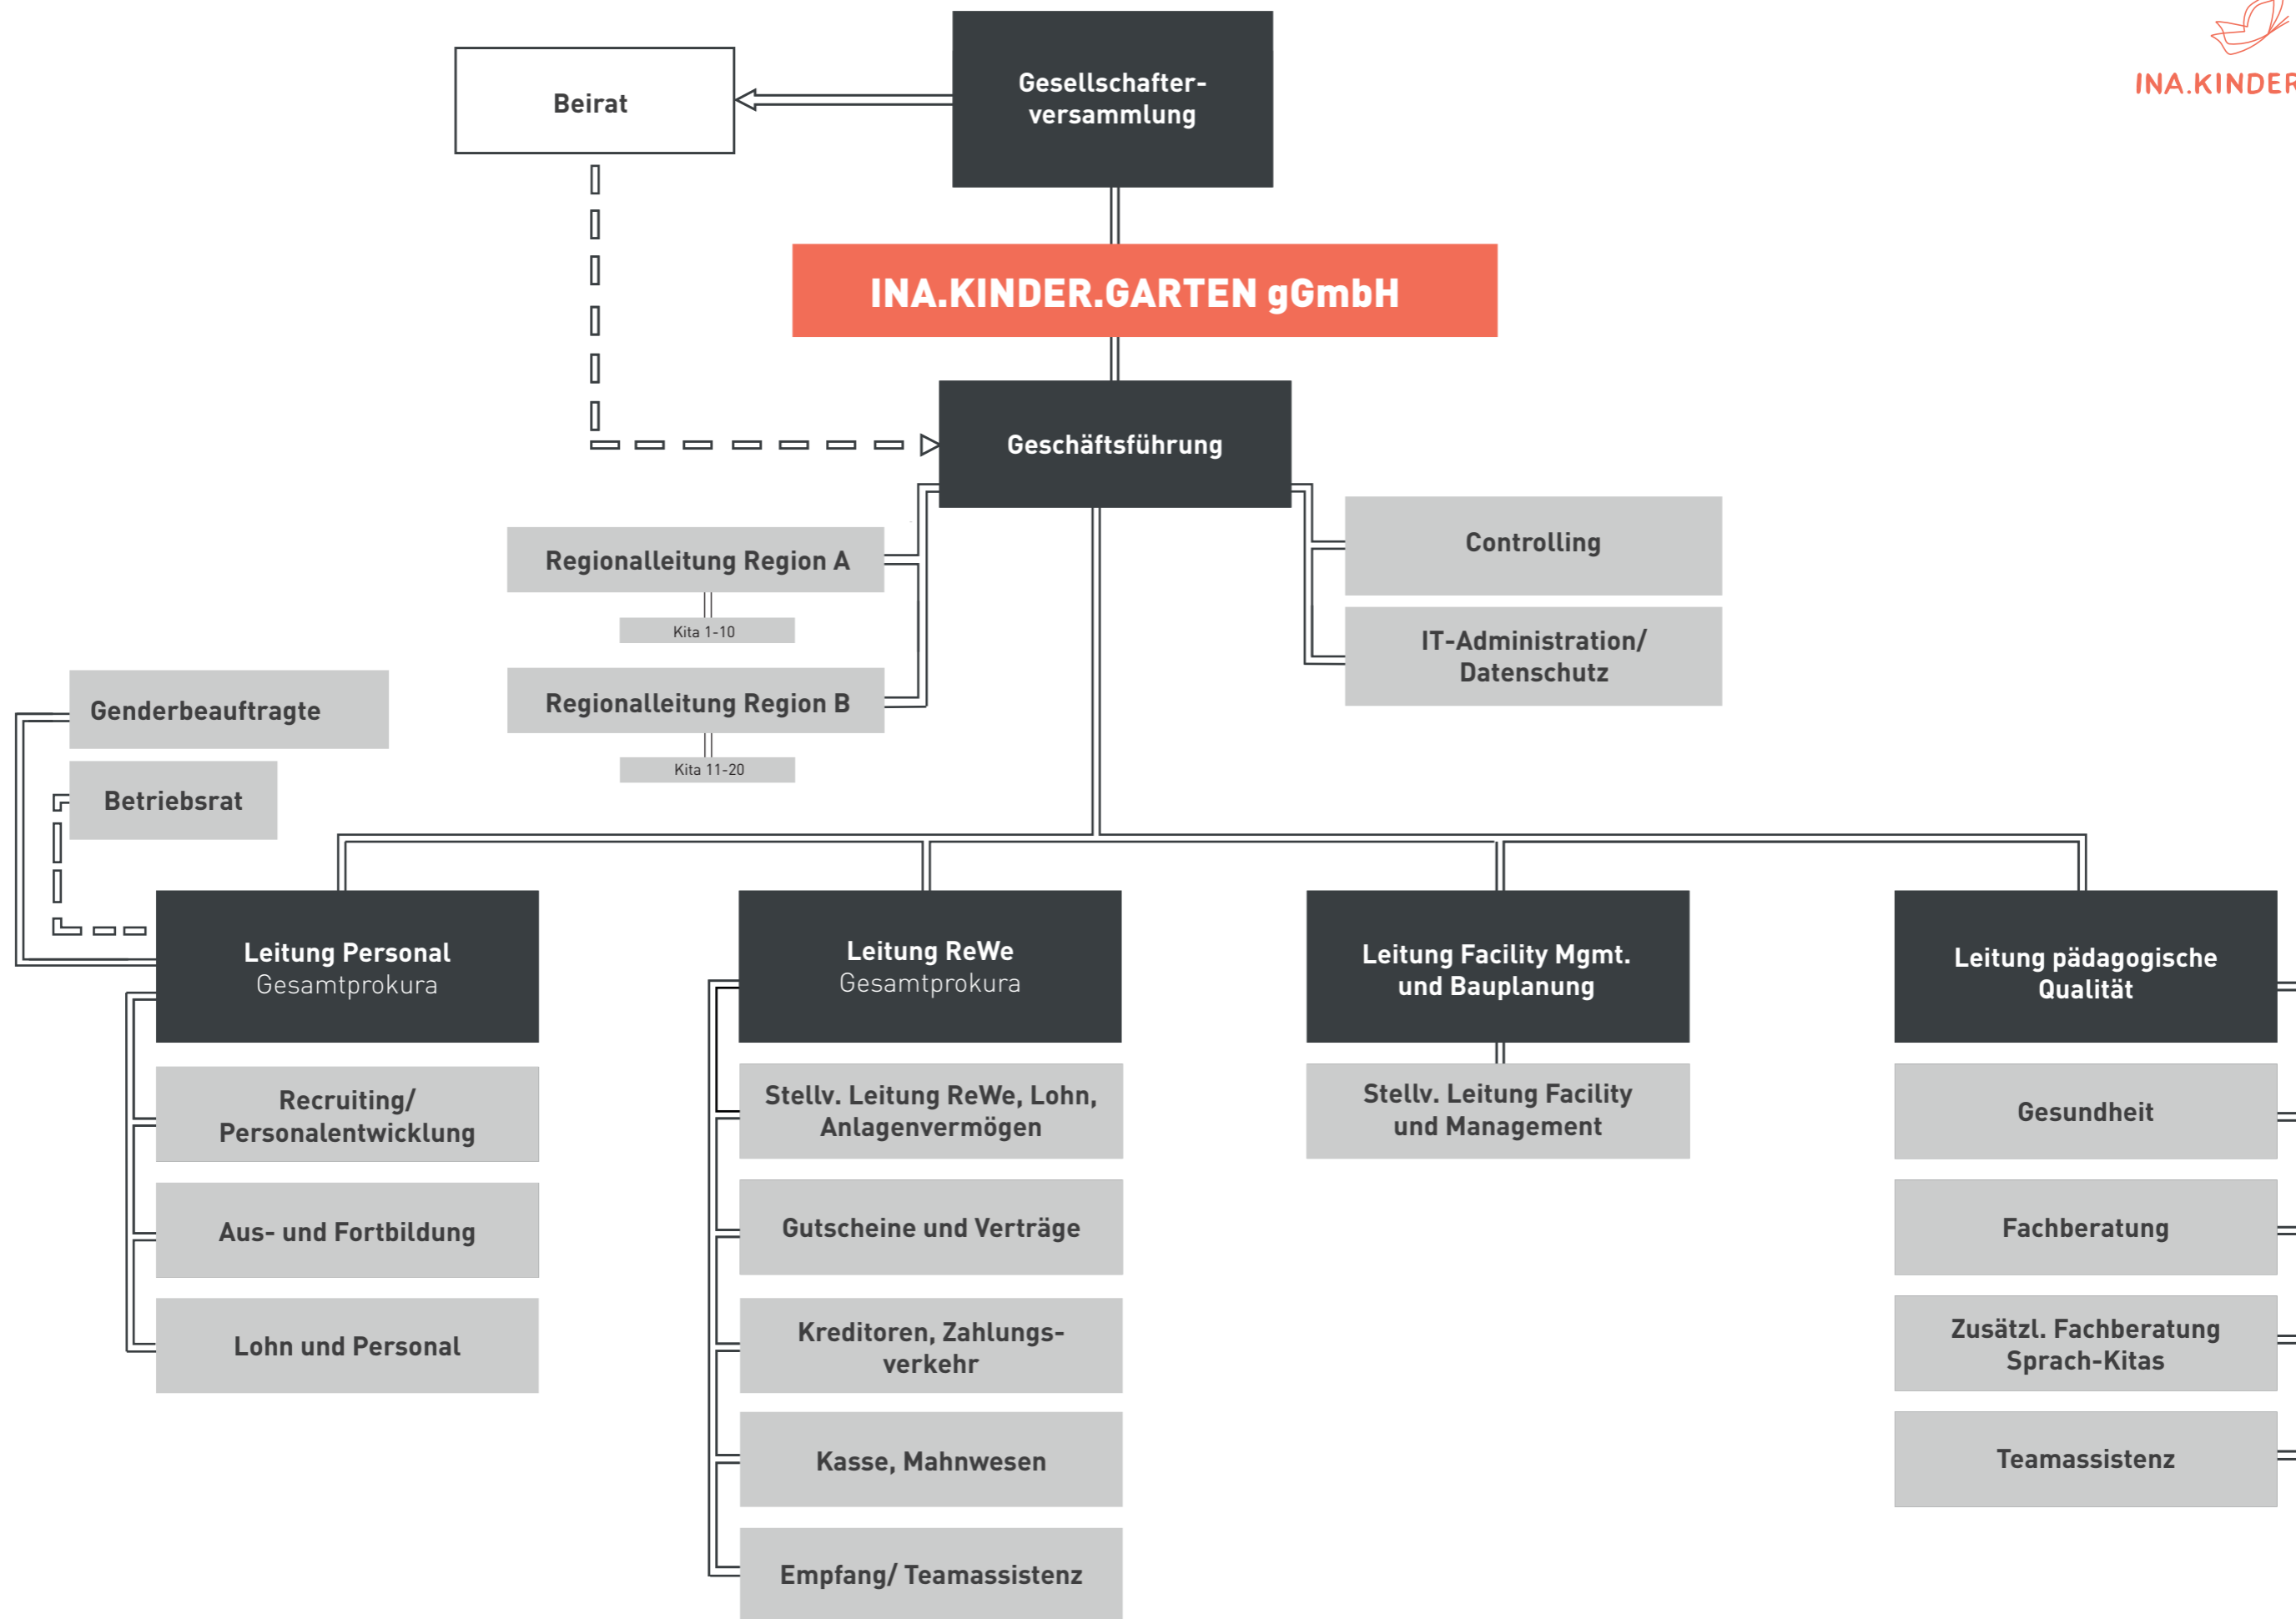 INA.KINDER
Beirat
Gesellschafter-
versammlung
INA.KINDER.GARTEN gGmbH
Geschäftsführung
Regionalleitung Region A
Kita 1-10
Regionalleitung Region B
Kita 11-20
Controlling
IT-Administration/
Datenschutz
Genderbeauftragte
Betriebsrat
Leitung Personal
Gesamtprokura
Recruiting/
Personalentwicklung
Aus- und Fortbildung
Lohn und Personal
Leitung ReWe
Gesamtprokura
Stellv. Leitung ReWe, Lohn,
Anlagenvermögen
Gutscheine und Verträge
Kreditoren, Zahlungs-
verkehr
Kasse, Mahnwesen
Empfang/ Teamassistenz
Leitung Facility Mgmt.
und Bauplanung
Stellv. Leitung Facility
und Management
Leitung pädagogische
Qualität
Gesundheit
Fachberatung
Zusätzl. Fachberatung
Sprach-Kitas
Teamassistenz